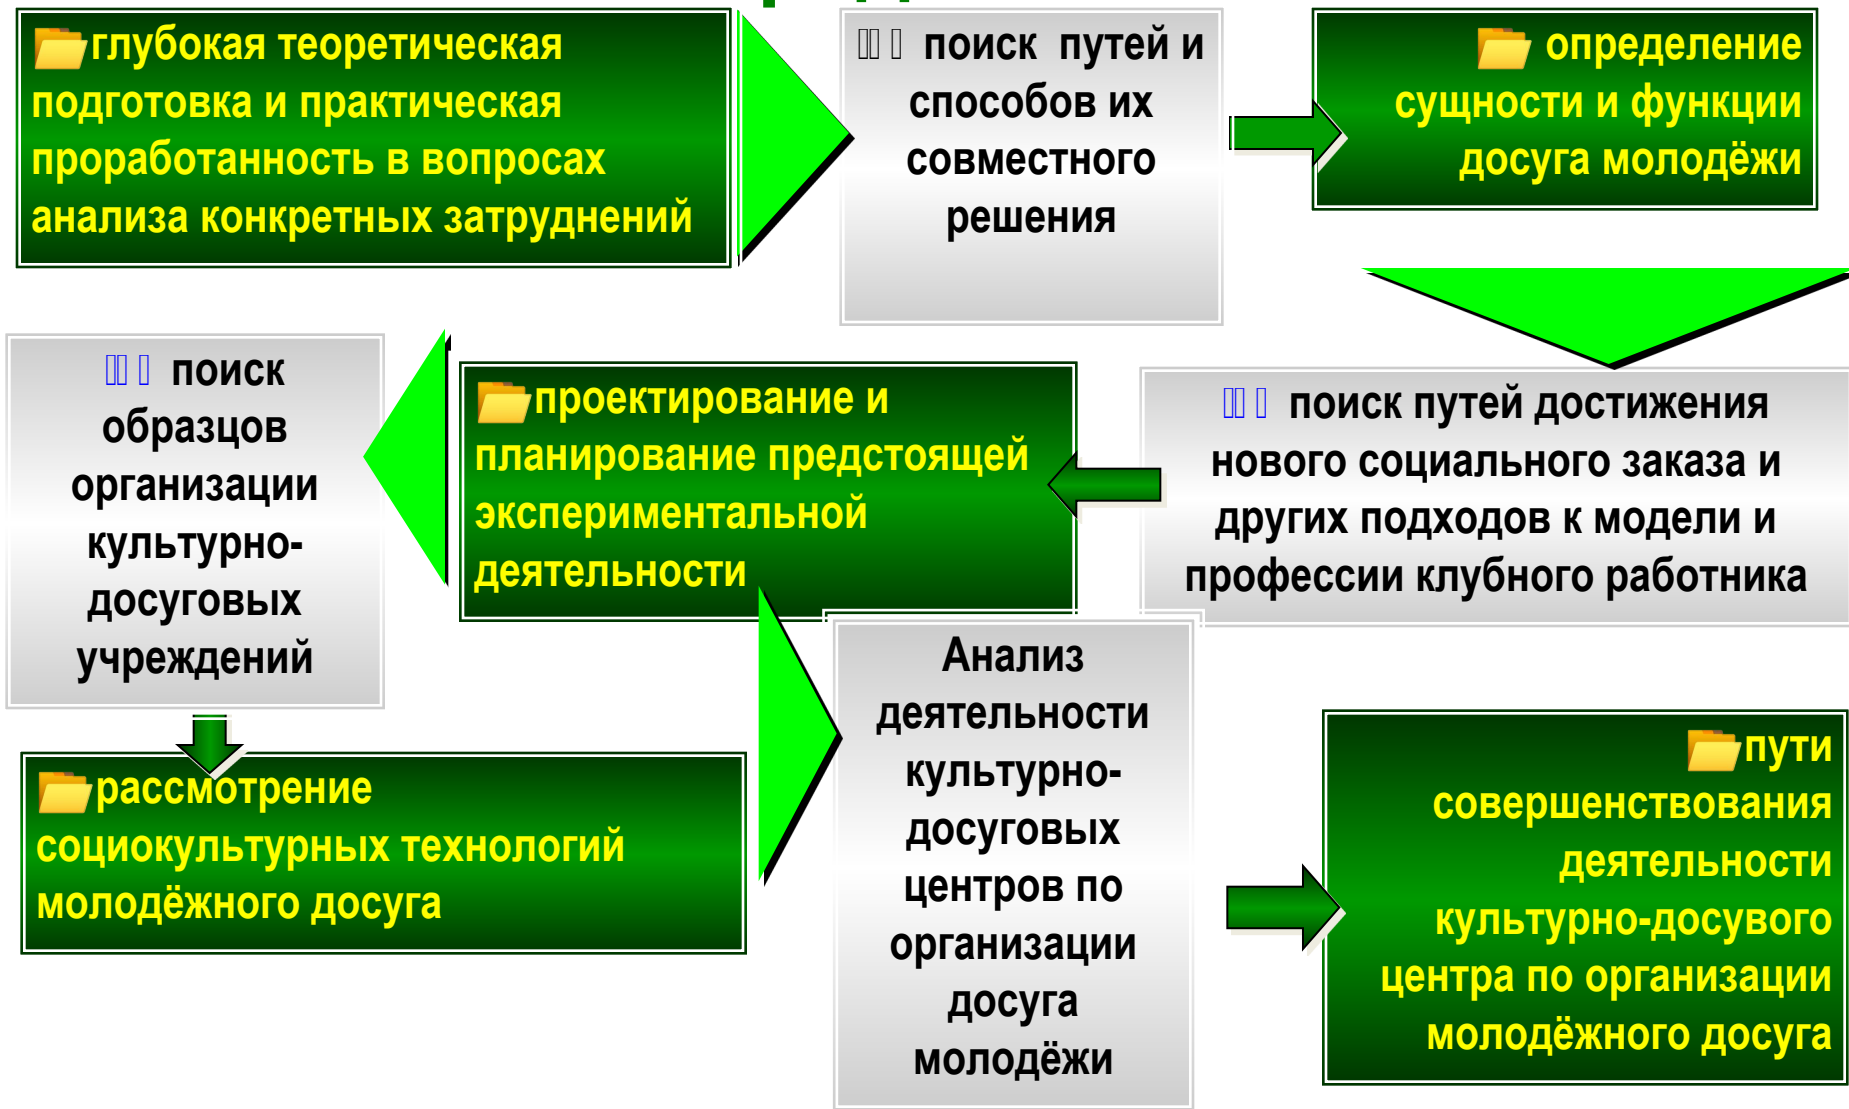 глубокая теоретическая
подготовка и практическая
проработанность в вопросах
анализа конкретных затруднений
поиск путей и
способов их
совместного
решения
определение
сущности и функции
досуга молодёжи
поиск путей достижения
нового социального заказа и
других подходов к модели и
профессии клубного работника
проектирование и
планирование предстоящей
экспериментальной
деятельности
поиск
образцов
организации
культурно-
досуговых
учреждений
рассмотрение
социокультурных технологий
молодёжного досуга
Анализ
деятельности
культурно-
досуговых
центров по
организации
досуга
молодёжи
пути
совершенствования
деятельности
культурно-досувого
центра по организации
молодёжного досуга